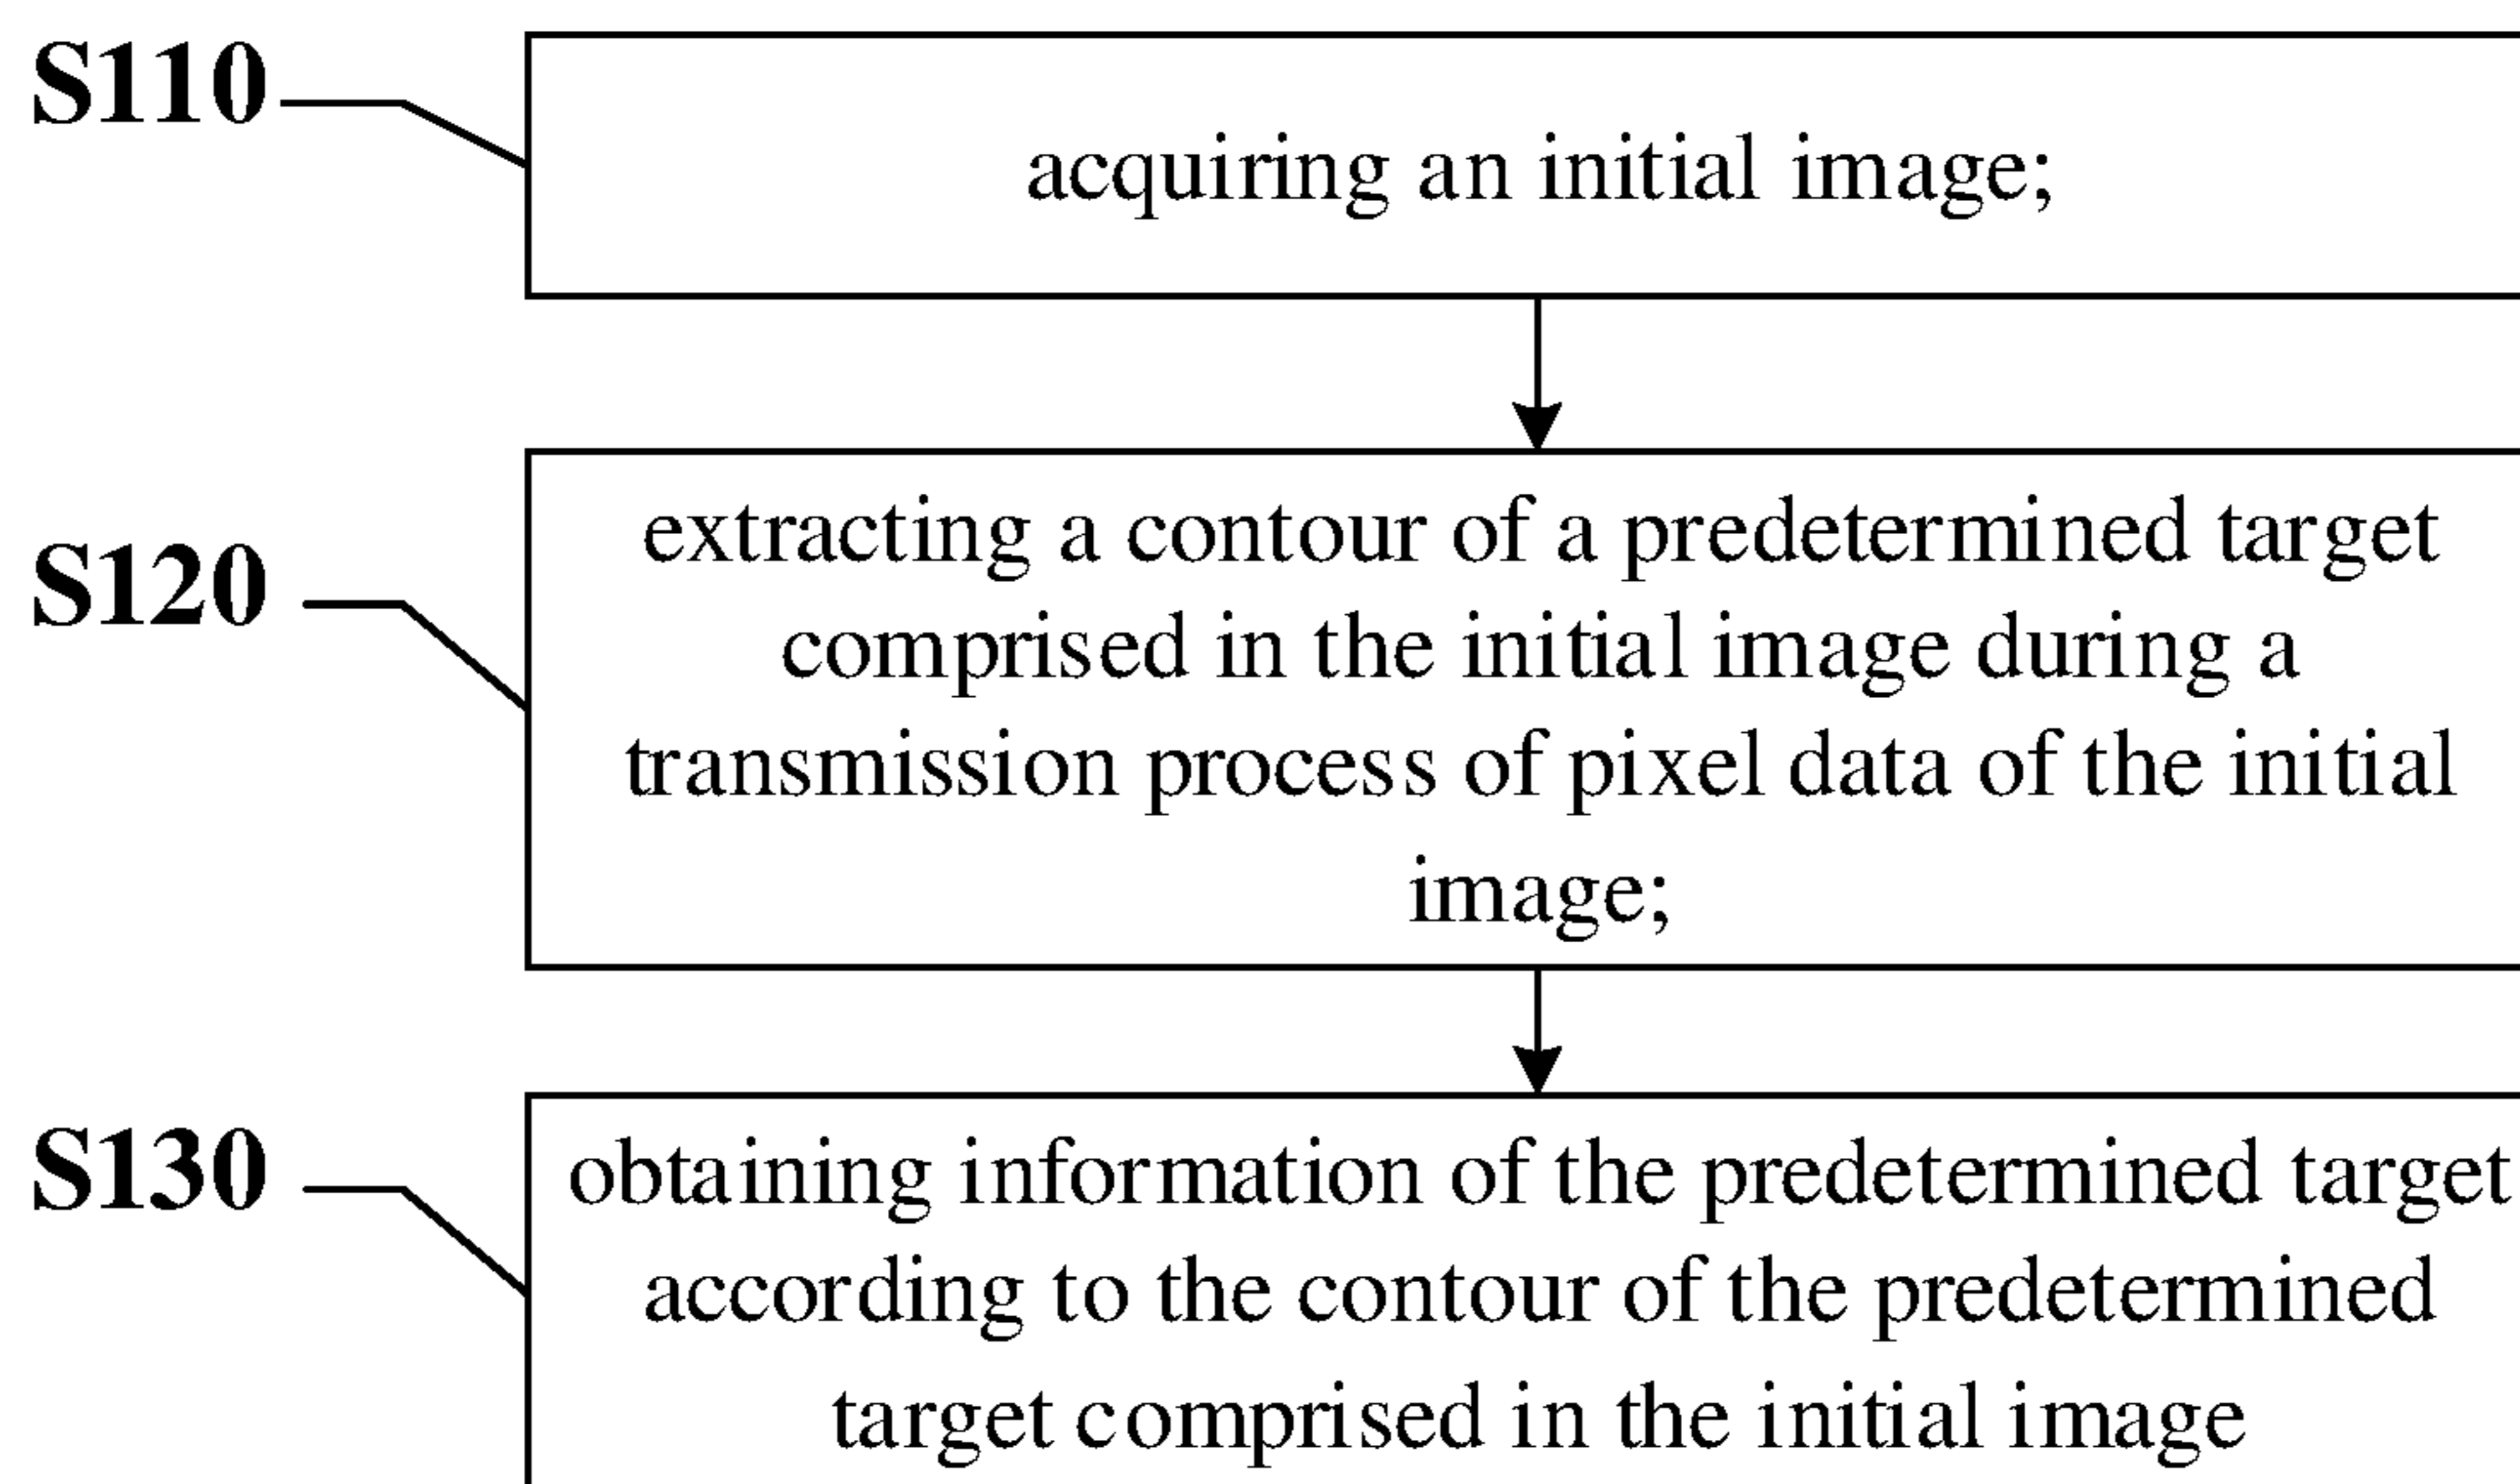 S110
acquiring an initial image;
S120
extracting a contour of a predetermined target
comprised in the initial image during a
transmission process of pixel data of the initial
image;
S130
obtaining information of the predetermined target
according to the contour of the predetermined
target comprised in the initial image